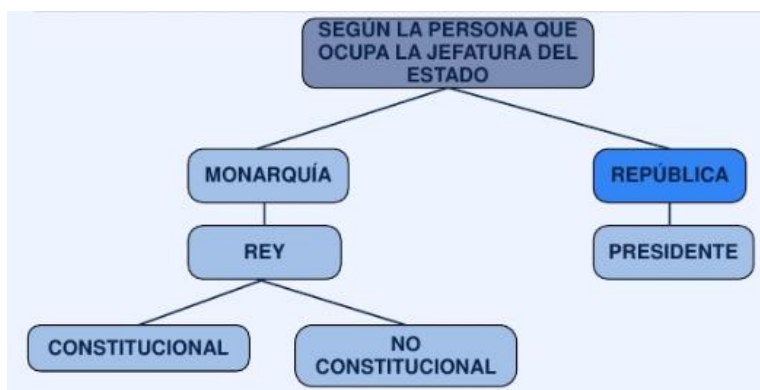 SEGÚN LA PERSONA QUE
OCUPA LA JEFATURA DEL
ESTADO
MONARQUÍA
REPÚBLICA
REY
PRESIDENTE
CONSTITUCIONAL
NO
CONSTITUCIONAL